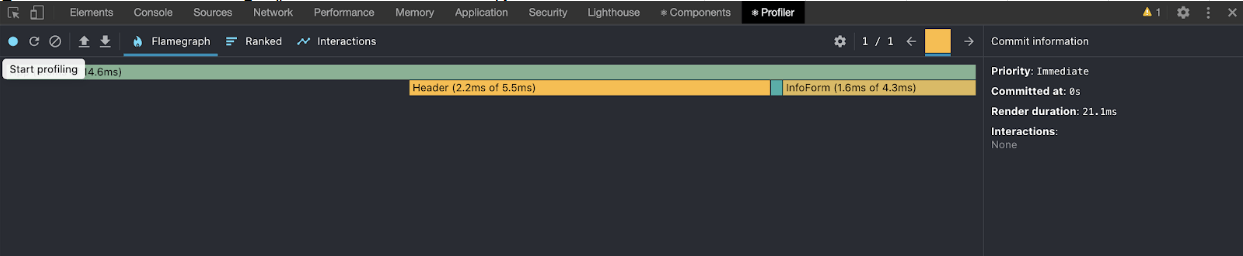 Elements Console Sources Network Performance Memory Application Security Lighthouse Components Profiler 1
Flamegraph Ranked Interactions 1 / 1 Commit information
Start profiling 4.6ms)
Header (2.2ms of 5.5ms) InfoForm (1.6ms of 4.3ms)
Priority: Immediate
Committed at: 0s
Render duration: 21.1ms
Interactions:
None